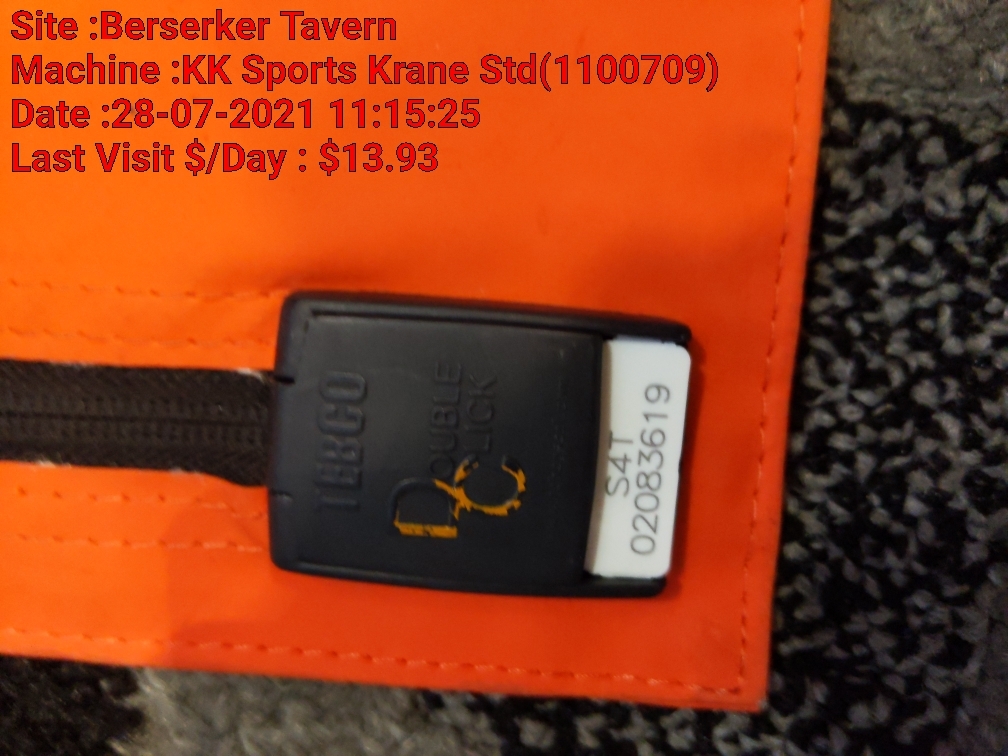 Site :Berserker Tavern
Machine :KK Sports Krane Std(1100709)
Date :28-07-2021 11:15:25
Last Visit $/Day : $13.93
TEBCO
DOUBLE
CLICK
S4T
02083619